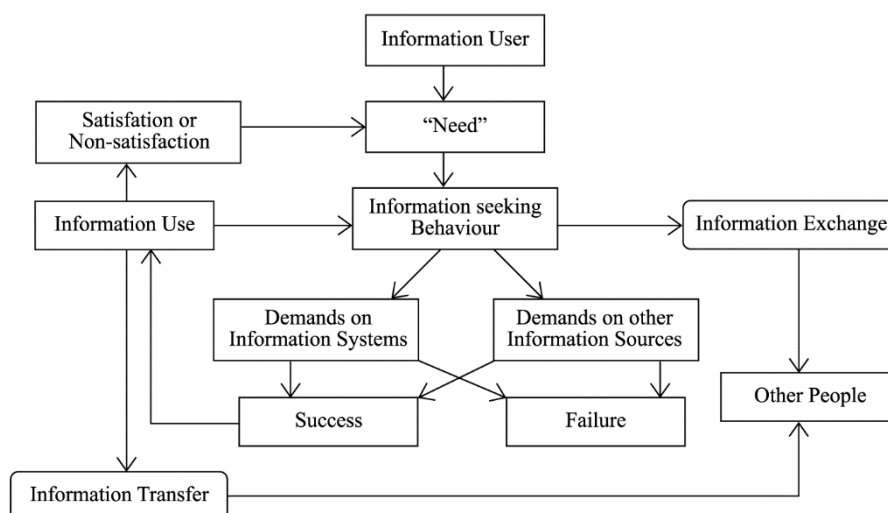 Information User
Satisfation or
Non-satisfaction
“Need”
Information Use
Information seeking
Behaviour
Information Exchange
Demands on
Information Systems
Demands on other
Information Sources
Success
Failure
Other People
Information Transfer